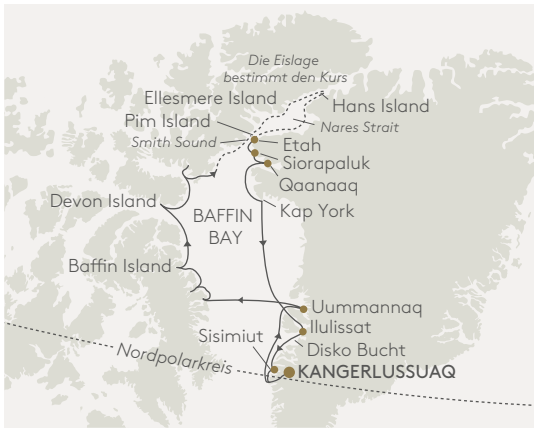 Die Eislage
bestimmt den Kurs
Ellesmere Island
Hans Island
Pim Island
Nares Strait
Smith Sound
Etah
Siorapaluk
Qaanaaq
Devon Island
Kap York
BAFFIN
BAY
Baffin Island
Uummannaq
Ilulissat
Sisimiut
Disko Bucht
Nordpolarkreis
KANGERLUSSUAQ